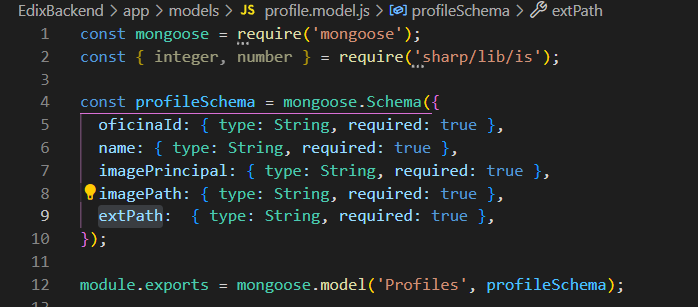 EdixBackend > app > models > JS profile.model.js > profileSchema > extPath
1 const mongoose = require('mongoose');
2 const { integer, number } = require('sharp/lib/is');
3
4 const profileSchema = mongoose.Schema({
5 oficinaId: { type: String, required: true },
6 name: { type: String, required: true },
7 imagePrincipal: { type: String, required: true },
8 imagePath: { type: String, required: true },
9 extPath:  { type: String, required: true },
10 });
11
12 module.exports = mongoose.model('Profiles', profileSchema);
13